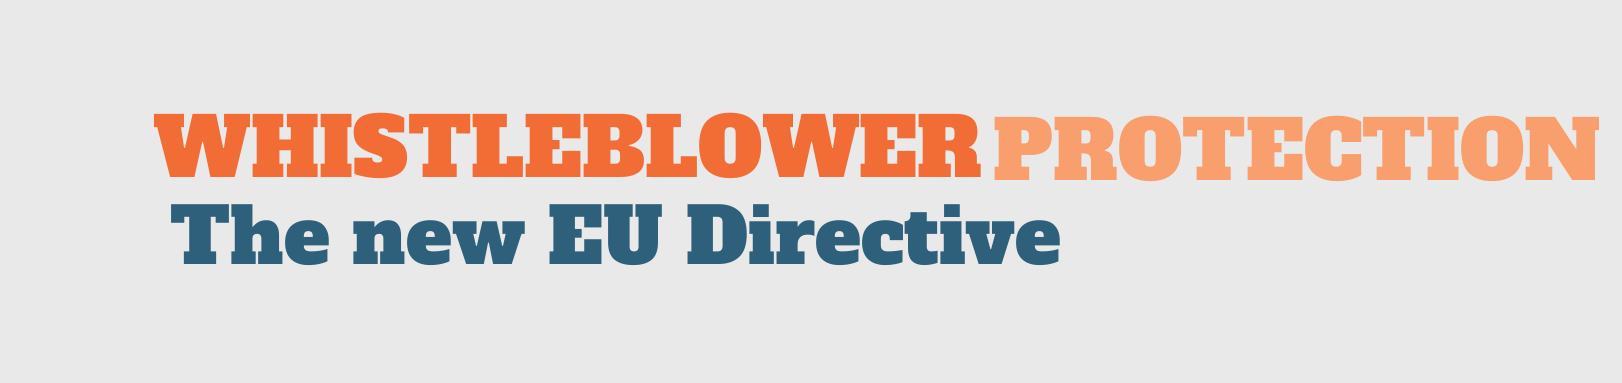 WHISTLEBLOWER PROTECTION
The new EU Directive